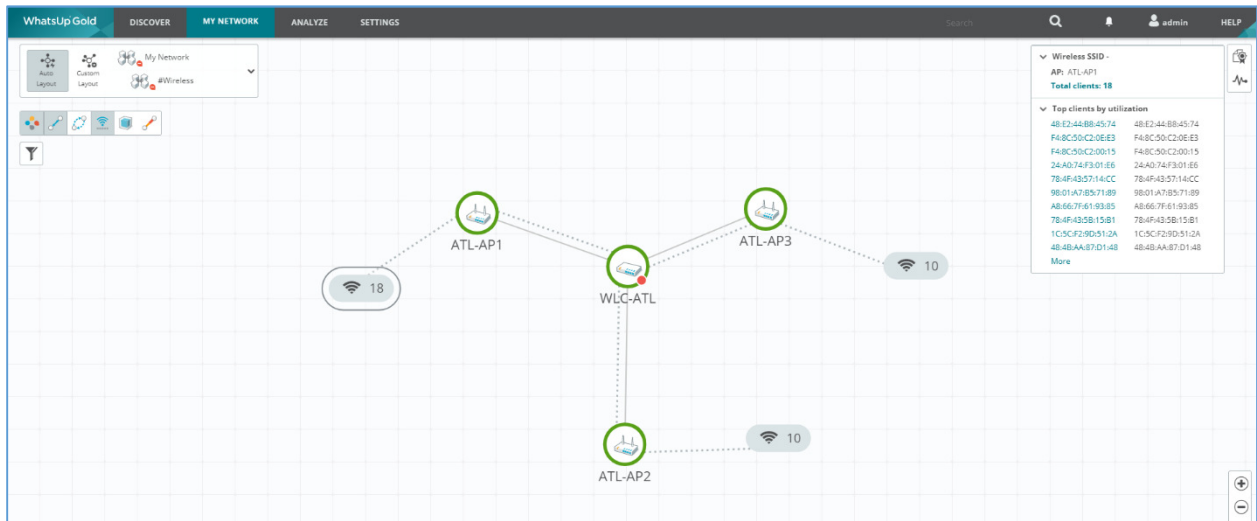 WhatsUp Gold DISCOVER MY NETWORK ANALYZE SETTINGS Search admin HELP
Auto Layout
Custom Layout
My Network
#Wireless
Wireless SSID -
AP: ATL-AP1
Total clients: 18
Top clients by utilization
48:E2:44:B8:45:74 48:E2:44:B8:45:74
F4:8C:50:C2:0E:E3 F4:8C:50:C2:0E:E3
F4:8C:50:C2:00:15 F4:8C:50:C2:00:15
24:A0:74:F3:01:E6 24:A0:74:F3:01:E6
78:4F:43:57:14:CC 78:4F:43:57:14:CC
98:01:A7:B5:71:89 98:01:A7:B5:71:89
A8:66:7F:61:93:85 A8:66:7F:61:93:85
78:4F:43:5B:15:B1 78:4F:43:5B:15:B1
1C:5C:F2:9D:51:2A 1C:5C:F2:9D:51:2A
48:4B:AA:87:D1:48 48:4B:AA:87:D1:48
More
ATL-AP1
ATL-AP3
10
18
WLC-ATL
10
ATL-AP2